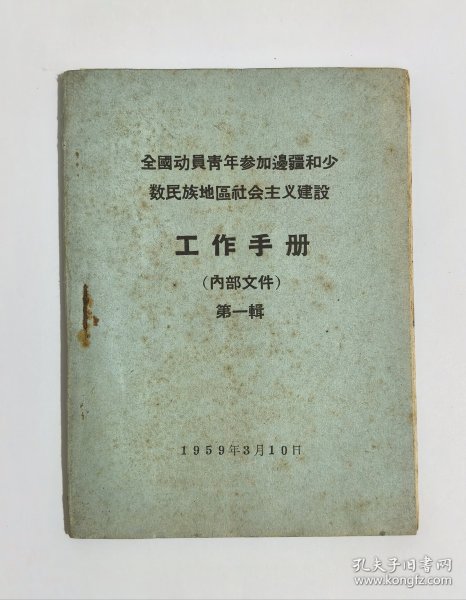 全國动員青年参加邊疆和少
数民族地區社会主义建設
工作手册
(內部文件)
第一輯
1959年3月10日
孔夫子旧书网
www.kongfz.com